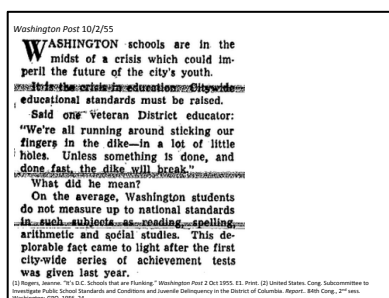 Washington Post 10/2/55
WASHINGTON schools are in the
midst of a crisis which could im-
peril the future of the city's youth.
It is the crisis in education. Citywide
educational standards must be raised.
Said one veteran District educator:
"We're all running around sticking our
fingers in the dike—in a lot of little
holes. Unless something is done, and
done fast, the dike will break."
What did he mean?
On the average, Washington students
do not measure up to national standards
in such subjects as reading, spelling,
arithmetic and social studies. This de-
plorable fact came to light after the first
city-wide series of achievement tests
was given last year.
(1) Rogers, Jeanne. "It's D.C. Schools that are Flunking." Washington Post 2 Oct 1955. E1. Print. (2) United States. Cong. Subcommittee to
Investigate Public School Standards and Conditions and Juvenile Delinquency in the District of Columbia. Report.. 84th Cong., 2nd sess.
Washington: GPO, 1956. 24.